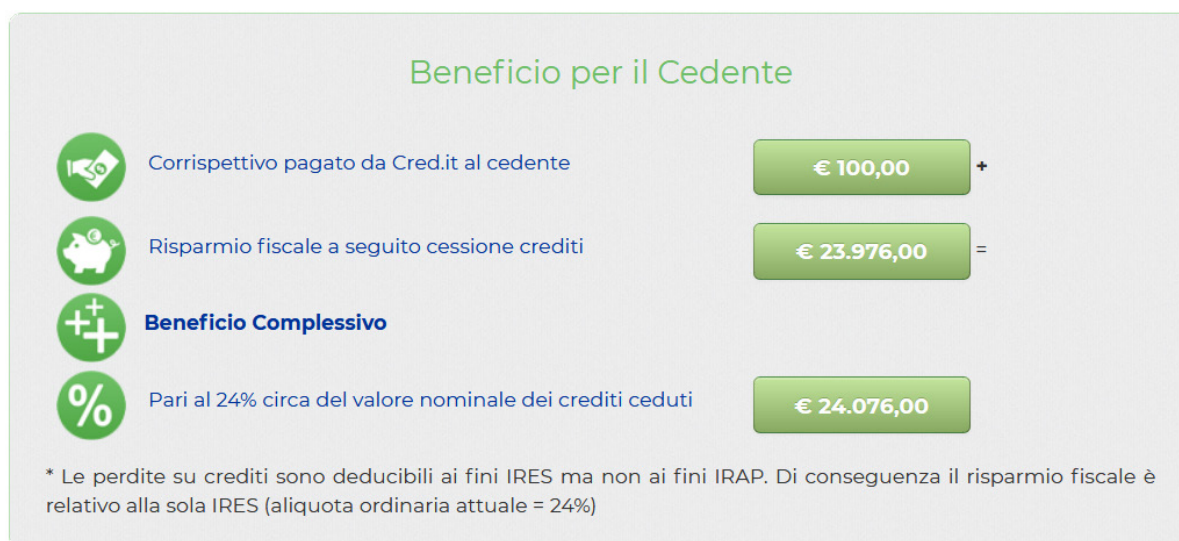 Beneficio per il Cedente
Corrispettivo pagato da Cred.it al cedente € 100,00 +
Risparmio fiscale a seguito cessione crediti € 23.976,00 =
Beneficio Complessivo
% Pari al 24% circa del valore nominale dei crediti ceduti € 24.076,00
* Le perdite su crediti sono deducibili ai fini IRES ma non ai fini IRAP. Di conseguenza il risparmio fiscale è
relativo alla sola IRES (aliquota ordinaria attuale = 24%)